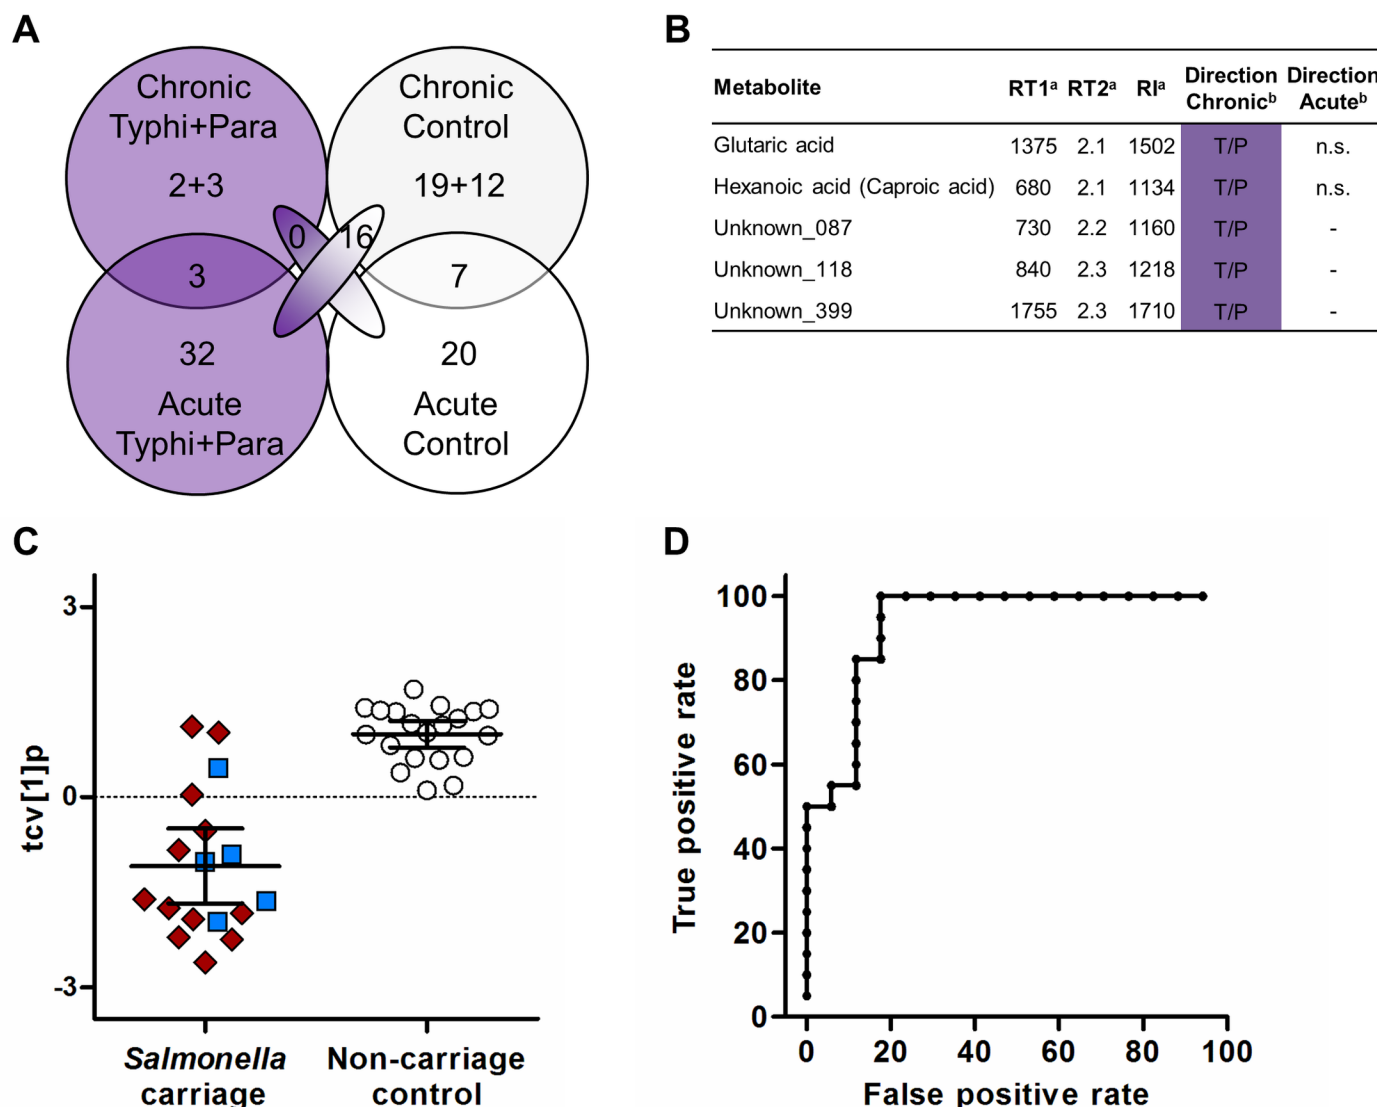 A
Chronic
Typhi+Para
2+3
Chronic
Control
19+12
0
16
3
7
32
20
Acute
Typhi+Para
Acute
Control
B
Metabolite RT1ª RT2ª RIª Direction Chronicᵇ Direction Acuteᵇ
Glutaric acid 1375 2.1 1502 T/P n.s.
Hexanoic acid (Caproic acid) 680 2.1 1134 T/P n.s.
Unknown_087 730 2.2 1160 T/P -
Unknown_118 840 2.3 1218 T/P -
Unknown_399 1755 2.3 1710 T/P -
C
3
0
-3
tcv[1]p
Salmonella
carriage
Non-carriage
control
D
100
80
60
40
20
0
True positive rate
0 20 40 60 80 100
False positive rate